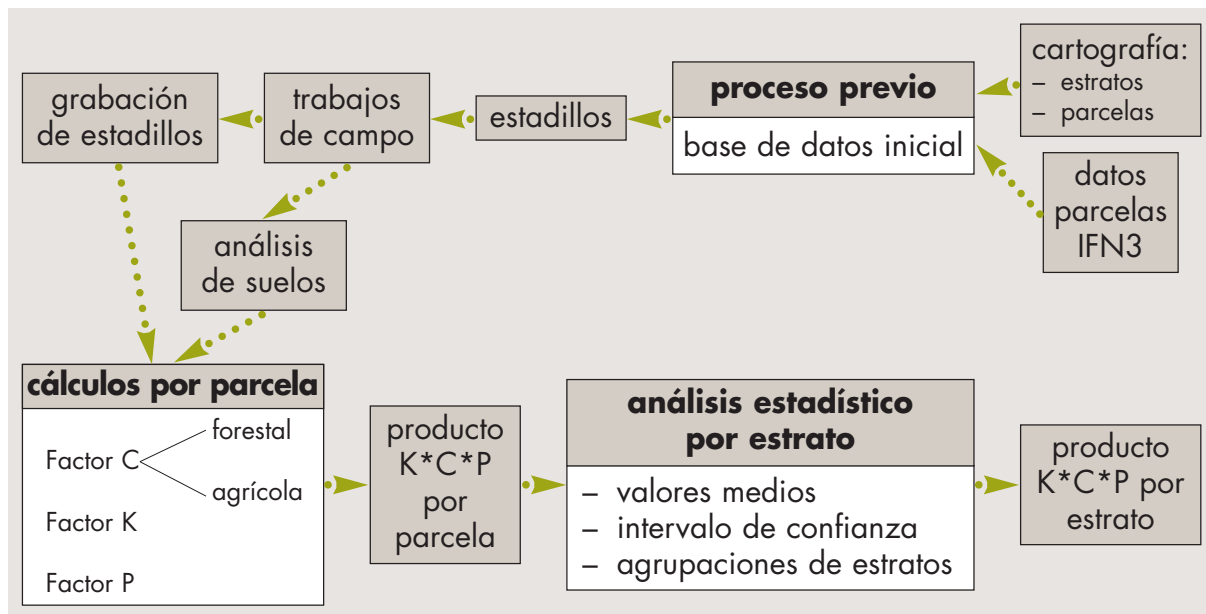 cartografía:
– estratos
– parcelas
datos
parcelas
IFN3
proceso previo
base de datos inicial
estadillos
trabajos
de campo
grabación
de estadillos
análisis
de suelos
cálculos por parcela
Factor C
forestal
agrícola
Factor K
Factor P
producto
K*C*P
por
parcela
análisis estadístico
por estrato
– valores medios
– intervalo de confianza
– agrupaciones de estratos
producto
K*C*P por
estrato